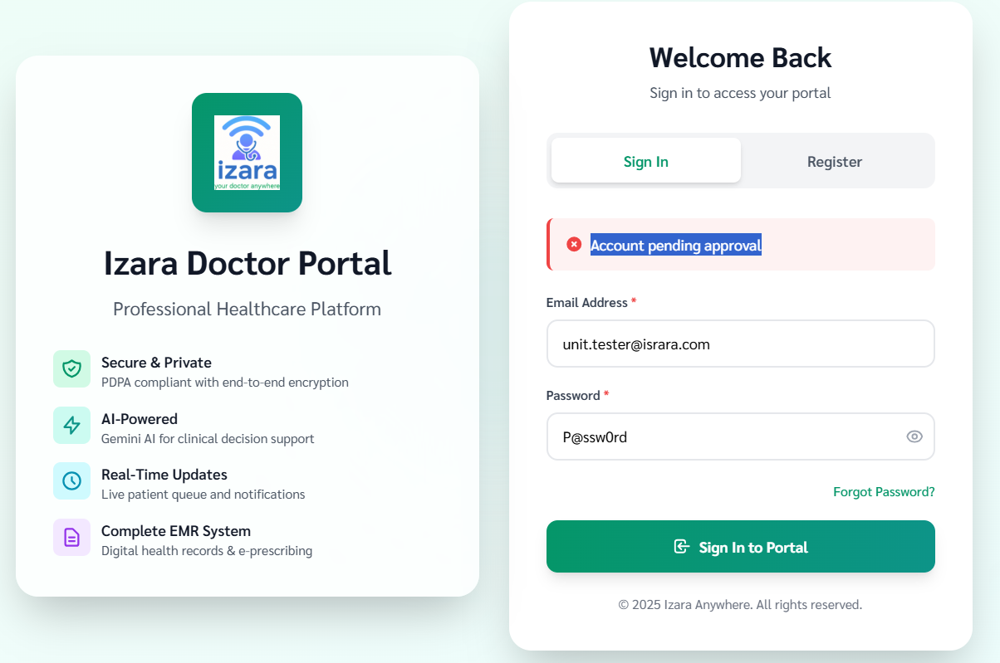 izara
your doctor anywhere
Izara Doctor Portal
Professional Healthcare Platform
Secure & Private
PDPA compliant with end-to-end encryption
AI-Powered
Gemini AI for clinical decision support
Real-Time Updates
Live patient queue and notifications
Complete EMR System
Digital health records & e-prescribing
Welcome Back
Sign in to access your portal
Sign In
Register
Account pending approval
Email Address *
unit.tester@israra.com
Password *
P@ssw0rd
Forgot Password?
Sign In to Portal
© 2025 Izara Anywhere. All rights reserved.